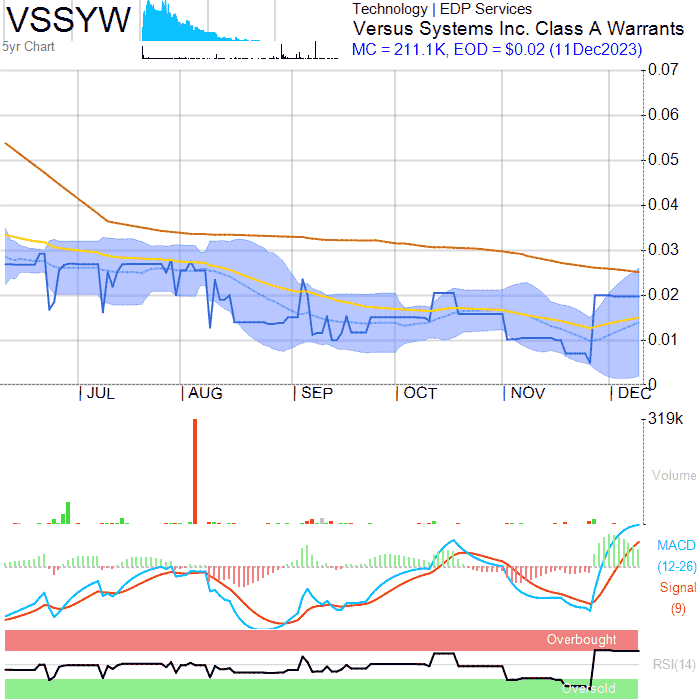 VSSYW
5yr Chart
Technology | EDP Services
Versus Systems Inc. Class A Warrants
MC = 211.1K, EOD = $0.02 (11Dec2023)
0.07
0.06
0.05
0.04
0.03
0.02
0.01
0
JUL AUG SEP OCT NOV DEC
319k
Volume
MACD
(12-26)
Signal
(9)
Overbought
RSI(14)
Oversold